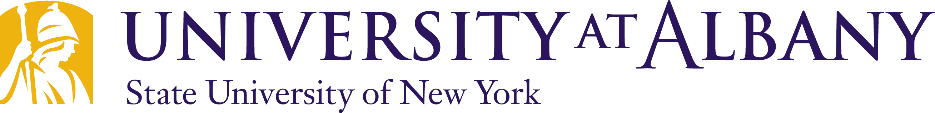 UNIVERSITY AT ALBANY
State University of New York